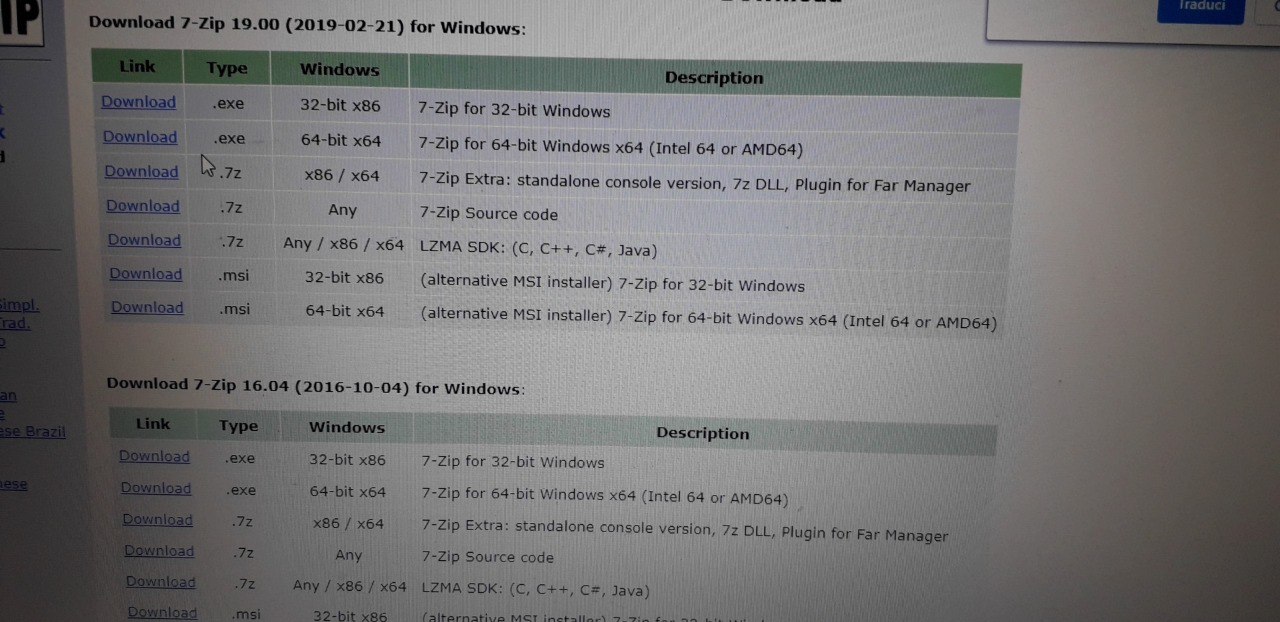 IP
Traduci
Download 7-Zip 19.00 (2019-02-21) for Windows:
Link Type Windows Description
Download .exe 32-bit x86 7-Zip for 32-bit Windows
Download .exe 64-bit x64 7-Zip for 64-bit Windows x64 (Intel 64 or AMD64)
Download .7z x86 / x64 7-Zip Extra: standalone console version, 7z DLL, Plugin for Far Manager
Download .7z Any 7-Zip Source code
Download .7z Any / x86 / x64 LZMA SDK: (C, C++, C#, Java)
Download .msi 32-bit x86 (alternative MSI installer) 7-Zip for 32-bit Windows
Download .msi 64-bit x64 (alternative MSI installer) 7-Zip for 64-bit Windows x64 (Intel 64 or AMD64)
Simpl.
Trad.
Download 7-Zip 16.04 (2016-10-04) for Windows:
Link Type Windows Description
Download .exe 32-bit x86 7-Zip for 32-bit Windows
ese Brazil
Download .exe 64-bit x64 7-Zip for 64-bit Windows x64 (Intel 64 or AMD64)
Download .7z x86 / x64 7-Zip Extra: standalone console version, 7z DLL, Plugin for Far Manager
Download .7z Any 7-Zip Source code
Download .7z Any / x86 / x64 LZMA SDK: (C, C++, C#, Java)
Download .msi 32-bit x86 (alternative MSI installer) 7-Zip for 32-bit